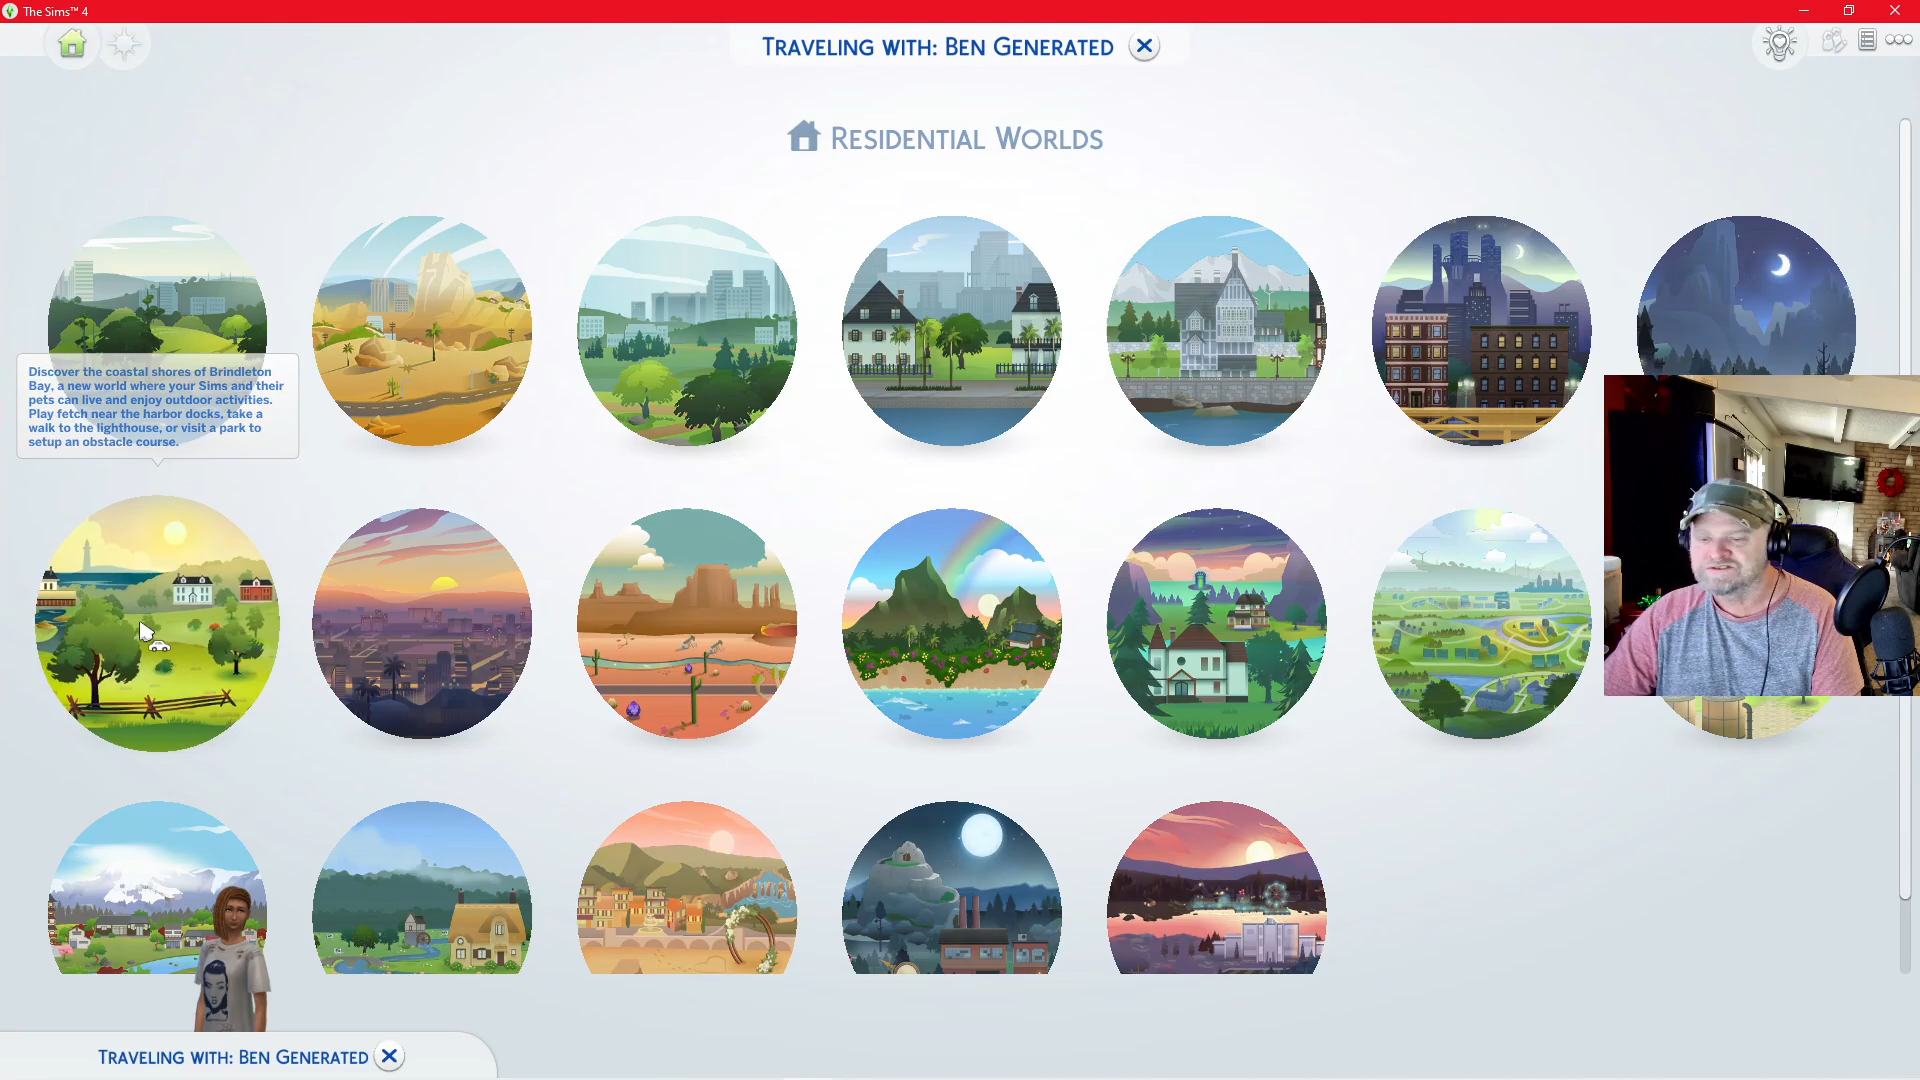 The Sims™ 4
Traveling with: Ben Generated
Residential Worlds
Discover the coastal shores of Brindleton
Bay, a new world where your Sims and their
pets can live and enjoy outdoor activities.
Play fetch near the harbor docks, take a
walk to the lighthouse, or visit a park to
setup an obstacle course.
Traveling with: Ben Generated